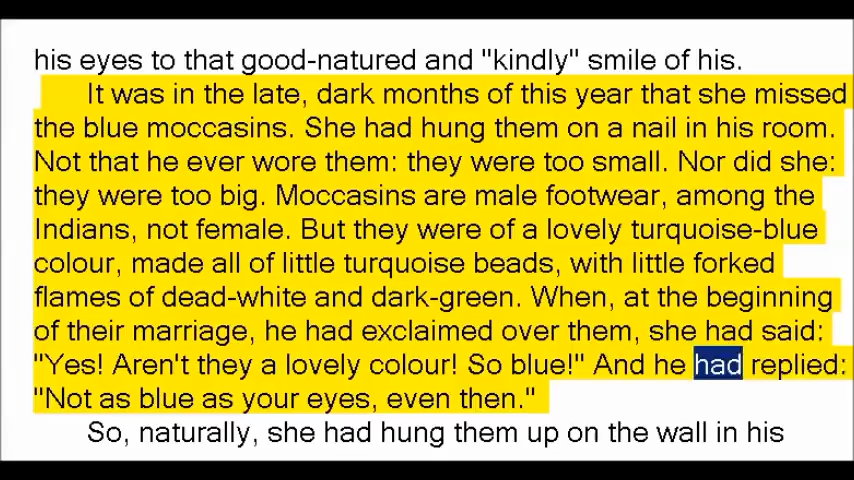 his eyes to that good-natured and "kindly" smile of his.
It was in the late, dark months of this year that she missed
the blue moccasins. She had hung them on a nail in his room.
Not that he ever wore them: they were too small. Nor did she:
they were too big. Moccasins are male footwear, among the
Indians, not female. But they were of a lovely turquoise-blue
colour, made all of little turquoise beads, with little forked
flames of dead-white and dark-green. When, at the beginning
of their marriage, he had exclaimed over them, she had said:
"Yes! Aren't they a lovely colour! So blue!" And he had replied:
"Not as blue as your eyes, even then."
So, naturally, she had hung them up on the wall in his